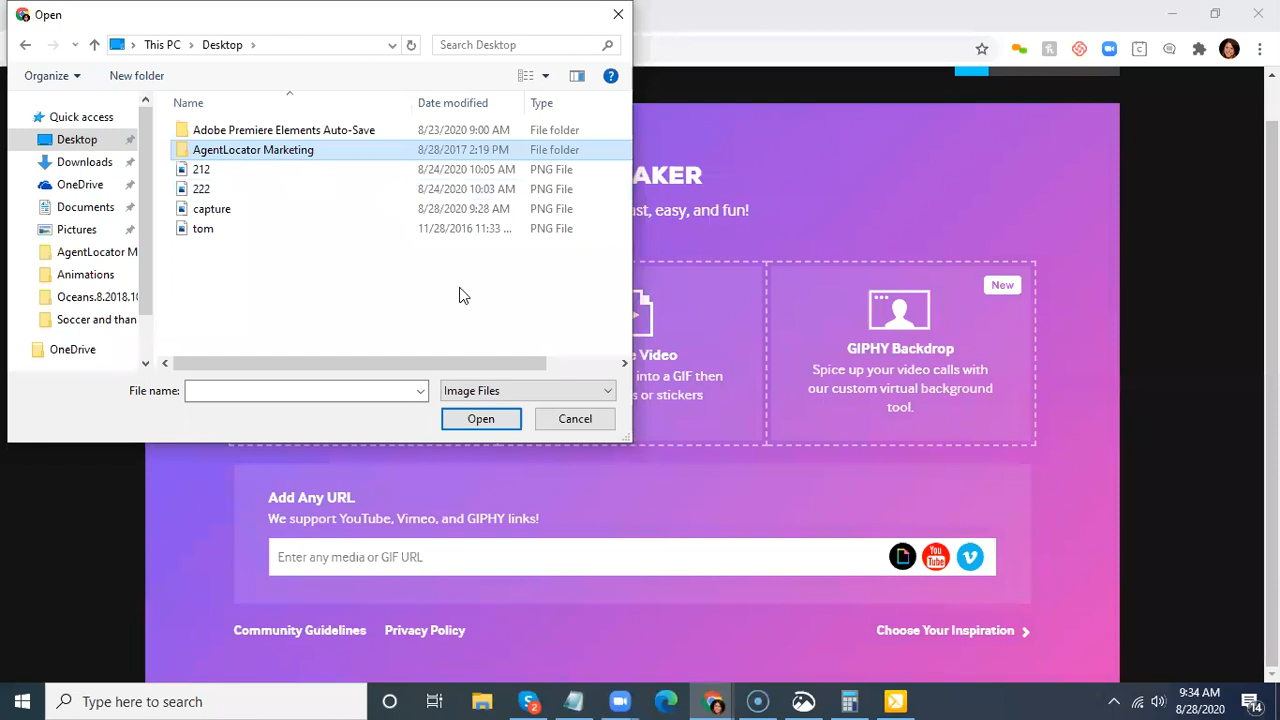 Open
This PC
Desktop
Search Desktop
Organize
New folder
Name
Date modified
Type
Quick access
Desktop
Downloads
OneDrive
Documents
Pictures
AgentLocator M
Animations
Oceans.8.2018.10
Soccer and than
OneDrive
Adobe Premiere Elements Auto-Save 8/23/2020 9:00 AM File folder
AgentLocator Marketing 8/28/2017 2:19 PM File folder
212 8/24/2020 10:05 AM PNG File
222 8/24/2020 10:03 AM PNG File
capture 8/28/2020 9:28 AM PNG File
tom 11/28/2016 11:33 ... PNG File
File name:
Image Files
Open
Cancel
AKER
st, easy, and fun!
e Video
into a GIF then
s or stickers
New
GIPHY Backdrop
Spice up your video calls with
our custom virtual background
tool.
Add Any URL
We support YouTube, Vimeo, and GIPHY links!
Enter any media or GIF URL
You
Tube
Community Guidelines
Privacy Policy
Choose Your Inspiration
Type here to search
2
9:34 AM
8/28/2020
14